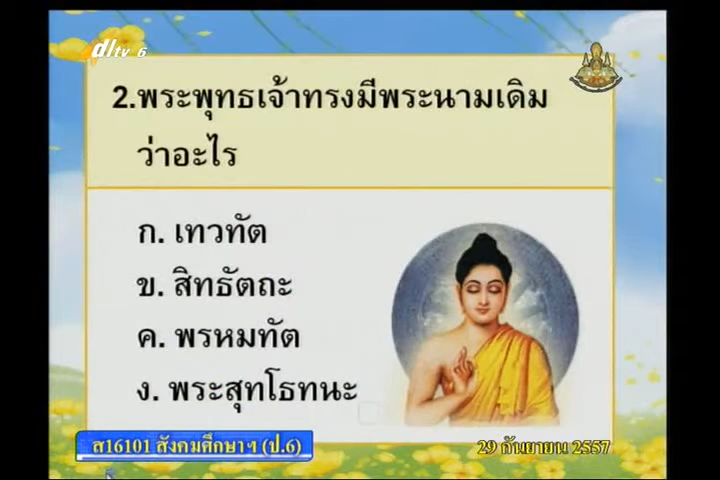 dltv 6
2.พระพุทธเจ้าทรงมีพระนามเดิม
ว่าอะไร
ก. เทวทัต
ข. สิทธัตถะ
ค. พรหมทัต
ง. พระสุทโธทนะ
ส16101 สังคมศึกษาฯ (ป.6)
29 กันยายน 2557